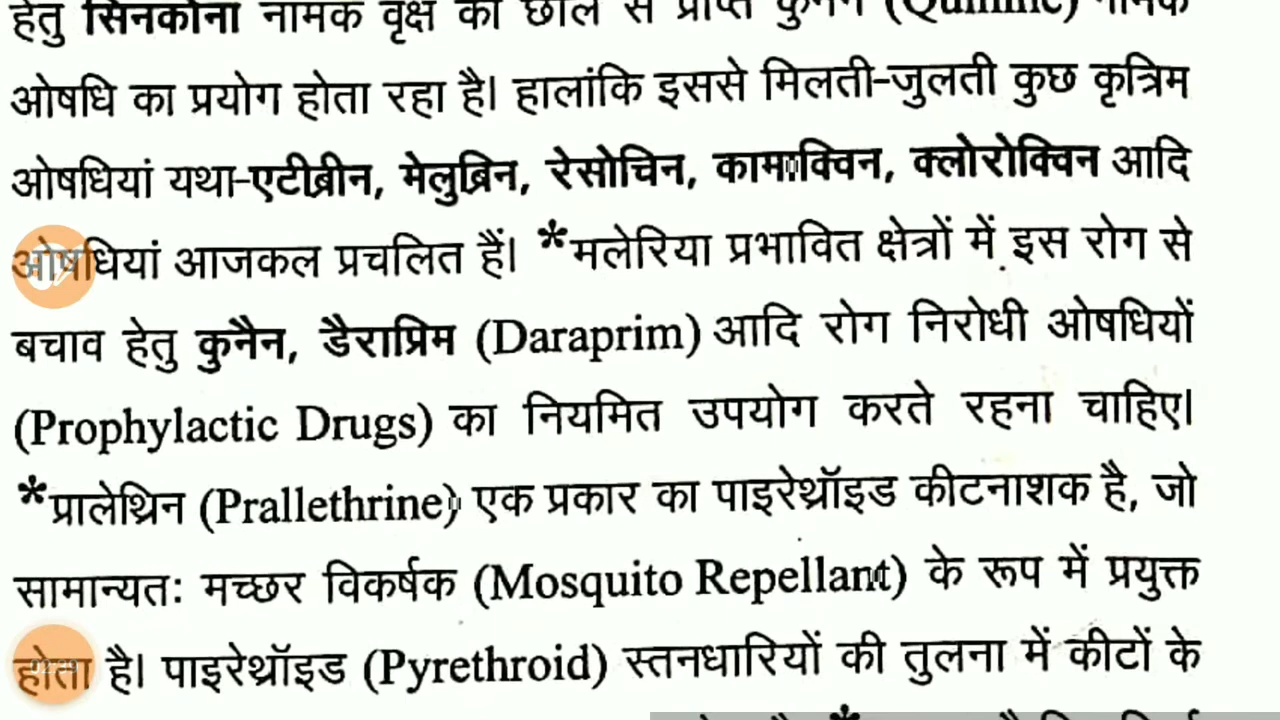 हेतु सिनकोना नामक वृक्ष की छाल से प्राप्त कुनैन (Quinine) नामक
ओषधि का प्रयोग होता रहा है। हालांकि इससे मिलती-जुलती कुछ कृत्रिम
ओषधियां यथा-एटीब्रीन, मेलुब्रिन, रेसोचिन, कामाक्विन, क्लोरोक्विन आदि
ओषधियां आजकल प्रचलित हैं। *मलेरिया प्रभावित क्षेत्रों में इस रोग से
बचाव हेतु कुनैन, डैराप्रिम (Daraprim) आदि रोग निरोधी ओषधियों
(Prophylactic Drugs) का नियमित उपयोग करते रहना चाहिए।
*प्रालेथ्रिन (Prallethrine) एक प्रकार का पाइरेथ्रॉइड कीटनाशक है, जो
सामान्यतः मच्छर विकर्षक (Mosquito Repellant) के रूप में प्रयुक्त
होता है। पाइरेथ्रॉइड (Pyrethroid) स्तनधारियों की तुलना में कीटों के